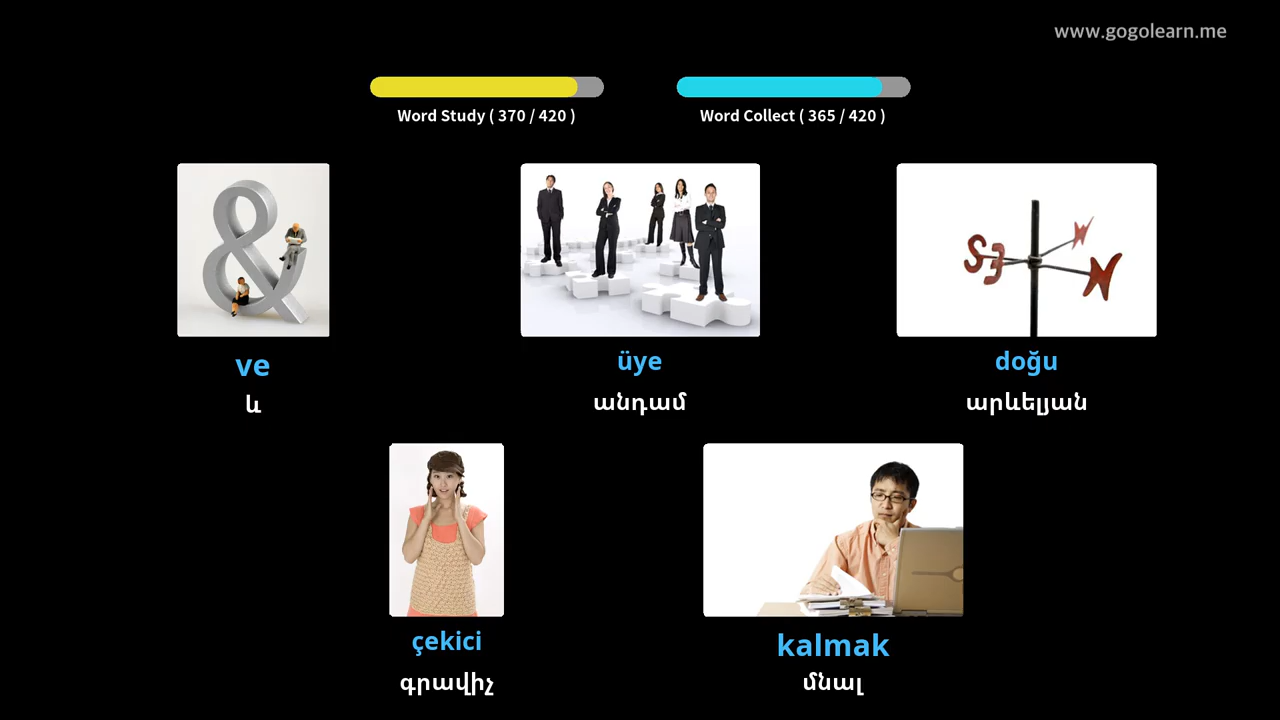 www.gogolearn.me
Word Study ( 370 / 420 )
Word Collect ( 365 / 420 )
&
S E N W
ve
և
üye
անդամ
doğu
արևելյան
çekici
գրավիչ
kalmak
մնալ